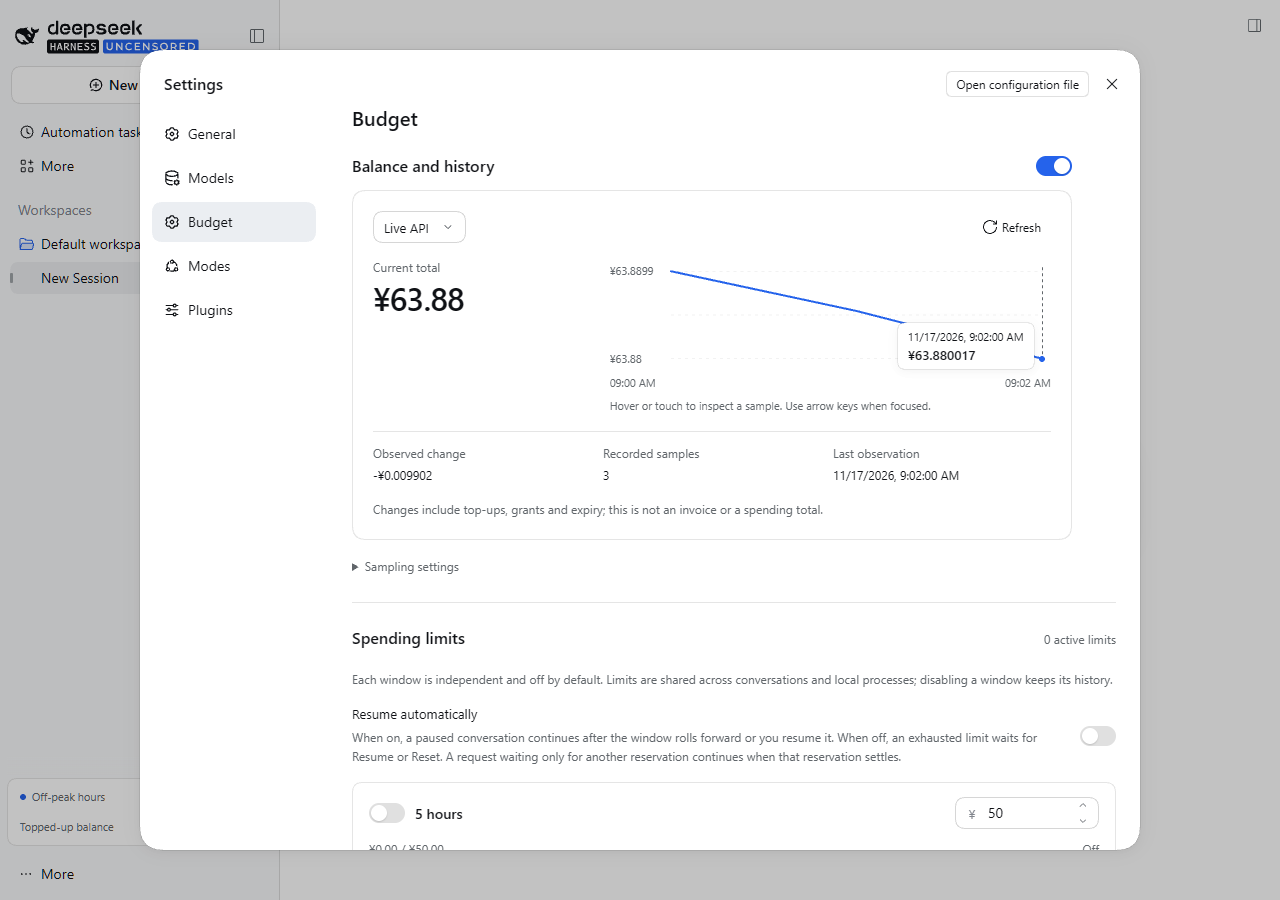 deepseek
HARNESS UNCENSORED
New
Automation task
More
Workspaces
Default workspa
New Session
Off-peak hours
Topped-up balance
More
Settings
Open configuration file
General
Models
Budget
Modes
Plugins
Budget
Balance and history
Live API
Refresh
Current total
¥63.88
¥63.8899
¥63.88
11/17/2026, 9:02:00 AM
¥63.880017
09:00 AM
09:02 AM
Hover or touch to inspect a sample. Use arrow keys when focused.
Observed change
-¥0.009902
Recorded samples
3
Last observation
11/17/2026, 9:02:00 AM
Changes include top-ups, grants and expiry; this is not an invoice or a spending total.
Sampling settings
Spending limits
0 active limits
Each window is independent and off by default. Limits are shared across conversations and local processes; disabling a window keeps its history.
Resume automatically
When on, a paused conversation continues after the window rolls forward or you resume it. When off, an exhausted limit waits for
Resume or Reset. A request waiting only for another reservation continues when that reservation settles.
5 hours
¥ 50
¥0.00 / ¥50.00
Off